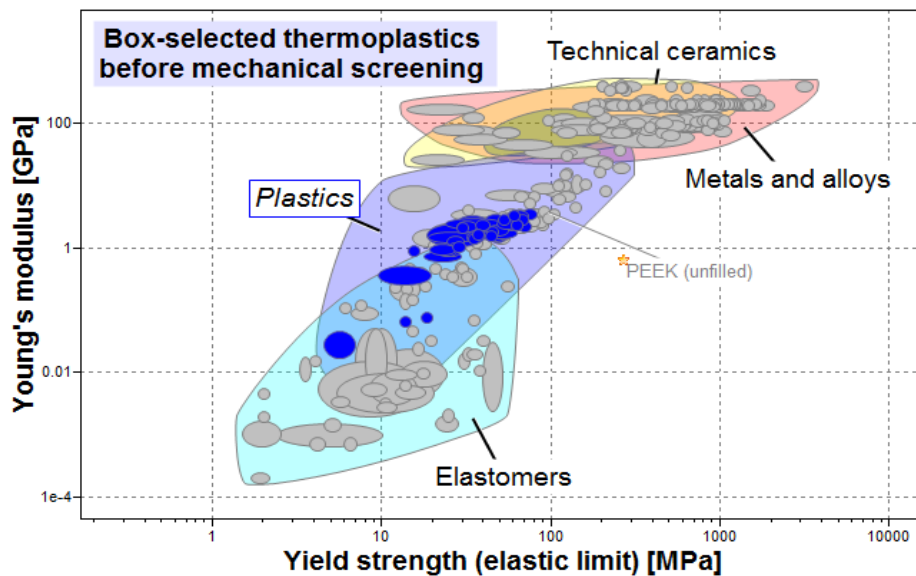 Box-selected thermoplastics
before mechanical screening
Technical ceramics
Metals and alloys
Plastics
PEEK (unfilled)
Elastomers
Young's modulus [GPa]
100
1
0.01
1e-4
1
10
100
1000
10000
Yield strength (elastic limit) [MPa]